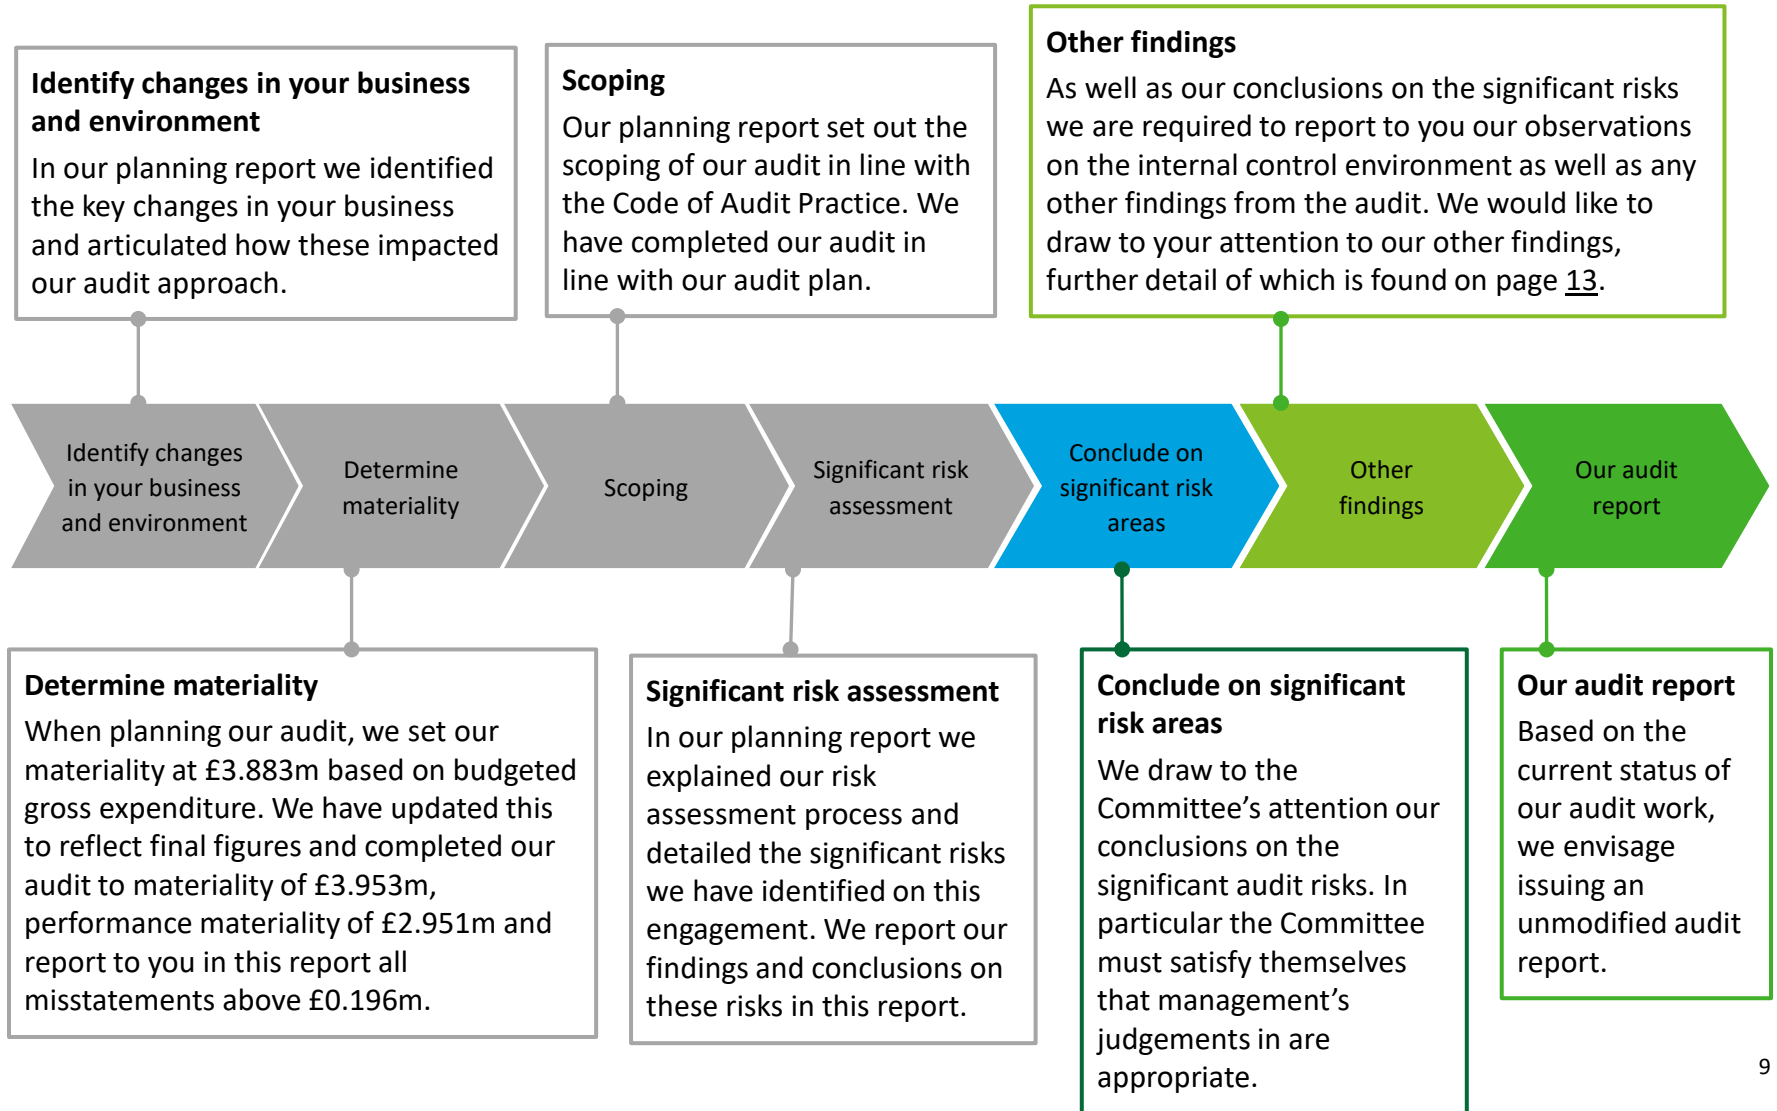 Identify changes in your business
and environment
In our planning report we identified
the key changes in your business
and articulated how these impacted
our audit approach.
Scoping
Our planning report set out the
scoping of our audit in line with
the Code of Audit Practice. We
have completed our audit in
line with our audit plan.
Other findings
As well as our conclusions on the significant risks
we are required to report to you our observations
on the internal control environment as well as any
other findings from the audit. We would like to
draw to your attention to our other findings,
further detail of which is found on page 13.
Identify changes
in your business
and environment
Determine
materiality
Scoping
Significant risk
assessment
Conclude on
significant risk
areas
Other
findings
Our audit
report
Determine materiality
When planning our audit, we set our
materiality at £3.883m based on budgeted
gross expenditure. We have updated this
to reflect final figures and completed our
audit to materiality of £3.953m,
performance materiality of £2.951m and
report to you in this report all
misstatements above £0.196m.
Significant risk assessment
In our planning report we
explained our risk
assessment process and
detailed the significant risks
we have identified on this
engagement. We report our
findings and conclusions on
these risks in this report.
Conclude on significant
risk areas
We draw to the
Committee’s attention our
conclusions on the
significant audit risks. In
particular the Committee
must satisfy themselves
that management’s
judgements in are
appropriate.
Our audit report
Based on the
current status of
our audit work,
we envisage
issuing an
unmodified audit
report.
9